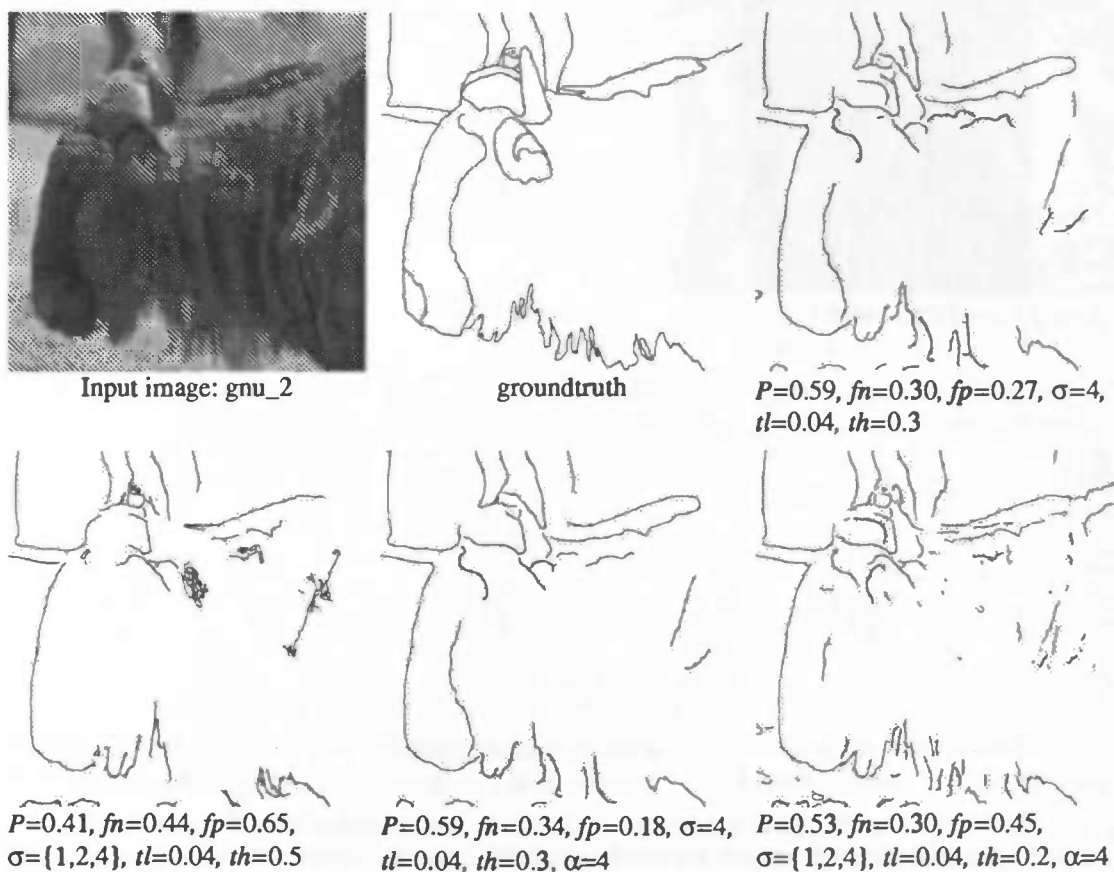 Input image: gnu_2
groundtruth
P=0.59, fn=0.30, fp=0.27, σ=4,
tl=0.04, th=0.3
P=0.41, fn=0.44, fp=0.65,
σ={1,2,4}, tl=0.04, th=0.5
P=0.59, fn=0.34, fp=0.18, σ=4,
tl=0.04, th=0.3, α=4
P=0.53, fn=0.30, fp=0.45,
σ={1,2,4}, tl=0.04, th=0.2, α=4